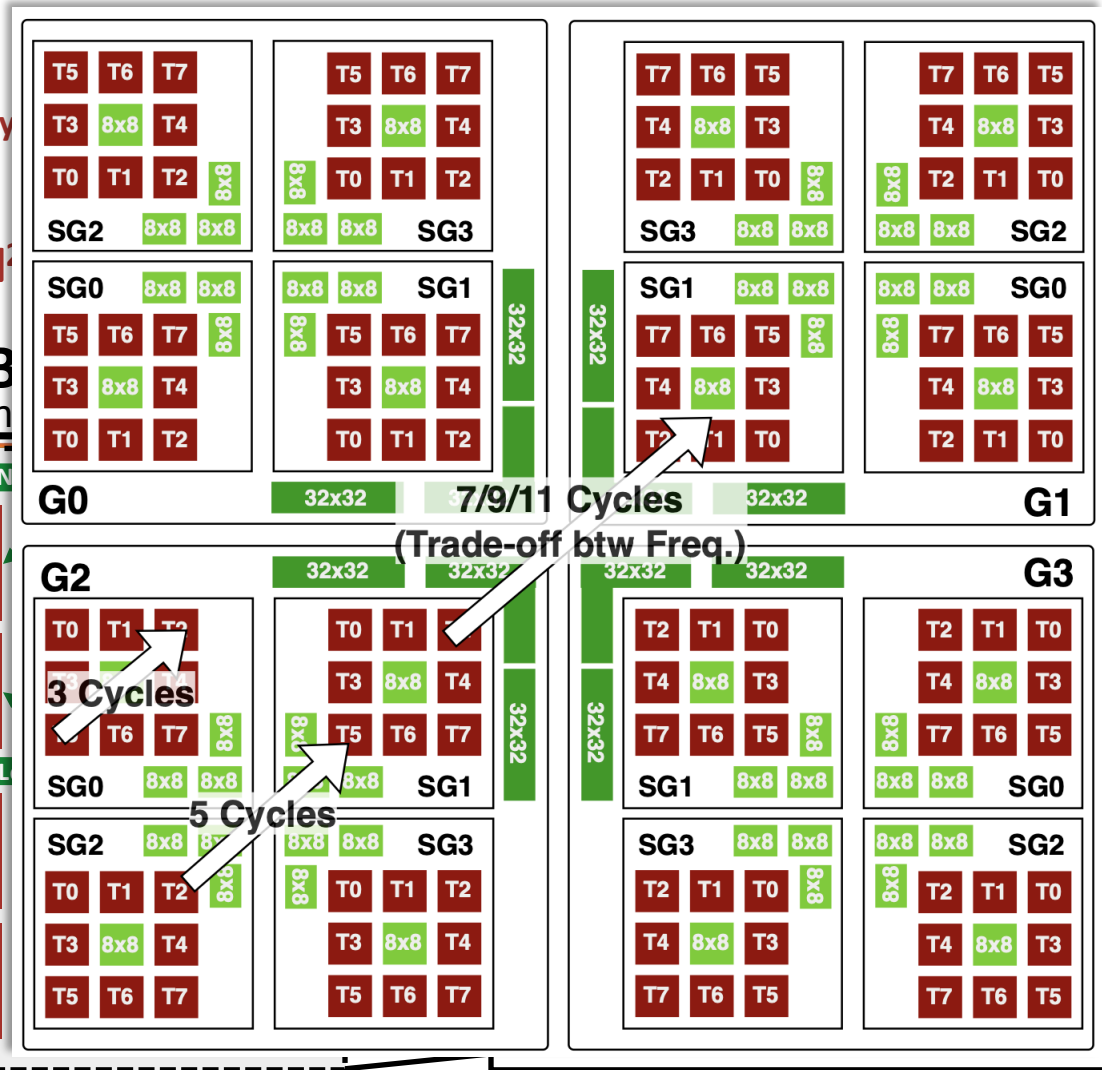 T5 T6 T7 T5 T6 T7 T7 T6 T5 T7 T6 T5
T3 8x8 T4 T3 8x8 T4 T4 8x8 T3 T4 8x8 T3
T0 T1 T2 8x8 8x8 T0 T1 T2 T2 T1 T0 8x8 8x8 T2 T1 T0
SG2 8x8 8x8 8x8 8x8 SG3 SG3 8x8 8x8 8x8 8x8 SG2
SG0 8x8 8x8 8x8 8x8 SG1 SG1 8x8 8x8 8x8 8x8 SG0
T5 T6 T7 8x8 8x8 T5 T6 T7 32x32 32x32 T7 T6 T5 8x8 8x8 T7 T6 T5
T3 8x8 T4 T3 8x8 T4 T4 8x8 T3 T4 8x8 T3
T0 T1 T2 T0 T1 T2 T2 T1 T0 T2 T1 T0
G0 32x32 7/9/11 Cycles 32x32 G1
(Trade-off btw Freq.)
G2 32x32 32x32 32x32 32x32 G3
T0 T1 T2 T0 T1 T2 T1 T0 T2 T1 T0
T3 T4 T3 8x8 T4 T4 8x8 T3 T4 8x8 T3
3 Cycles
T6 T7 8x8 8x8 T5 T6 T7 32x32 32x32 T7 T6 T5 8x8 8x8 T7 T6 T5
SG0 8x8 8x8 8x8 SG1 SG1 8x8 8x8 8x8 8x8 SG0
5 Cycles
SG2 8x8 8x8 8x8 8x8 SG3 SG3 8x8 8x8 8x8 8x8 SG2
T0 T1 T2 8x8 8x8 T0 T1 T2 T2 T1 T0 8x8 8x8 T2 T1 T0
T3 8x8 T4 T3 8x8 T4 T4 8x8 T3 T4 8x8 T3
T5 T6 T7 T5 T6 T7 T7 T6 T5 T7 T6 T5